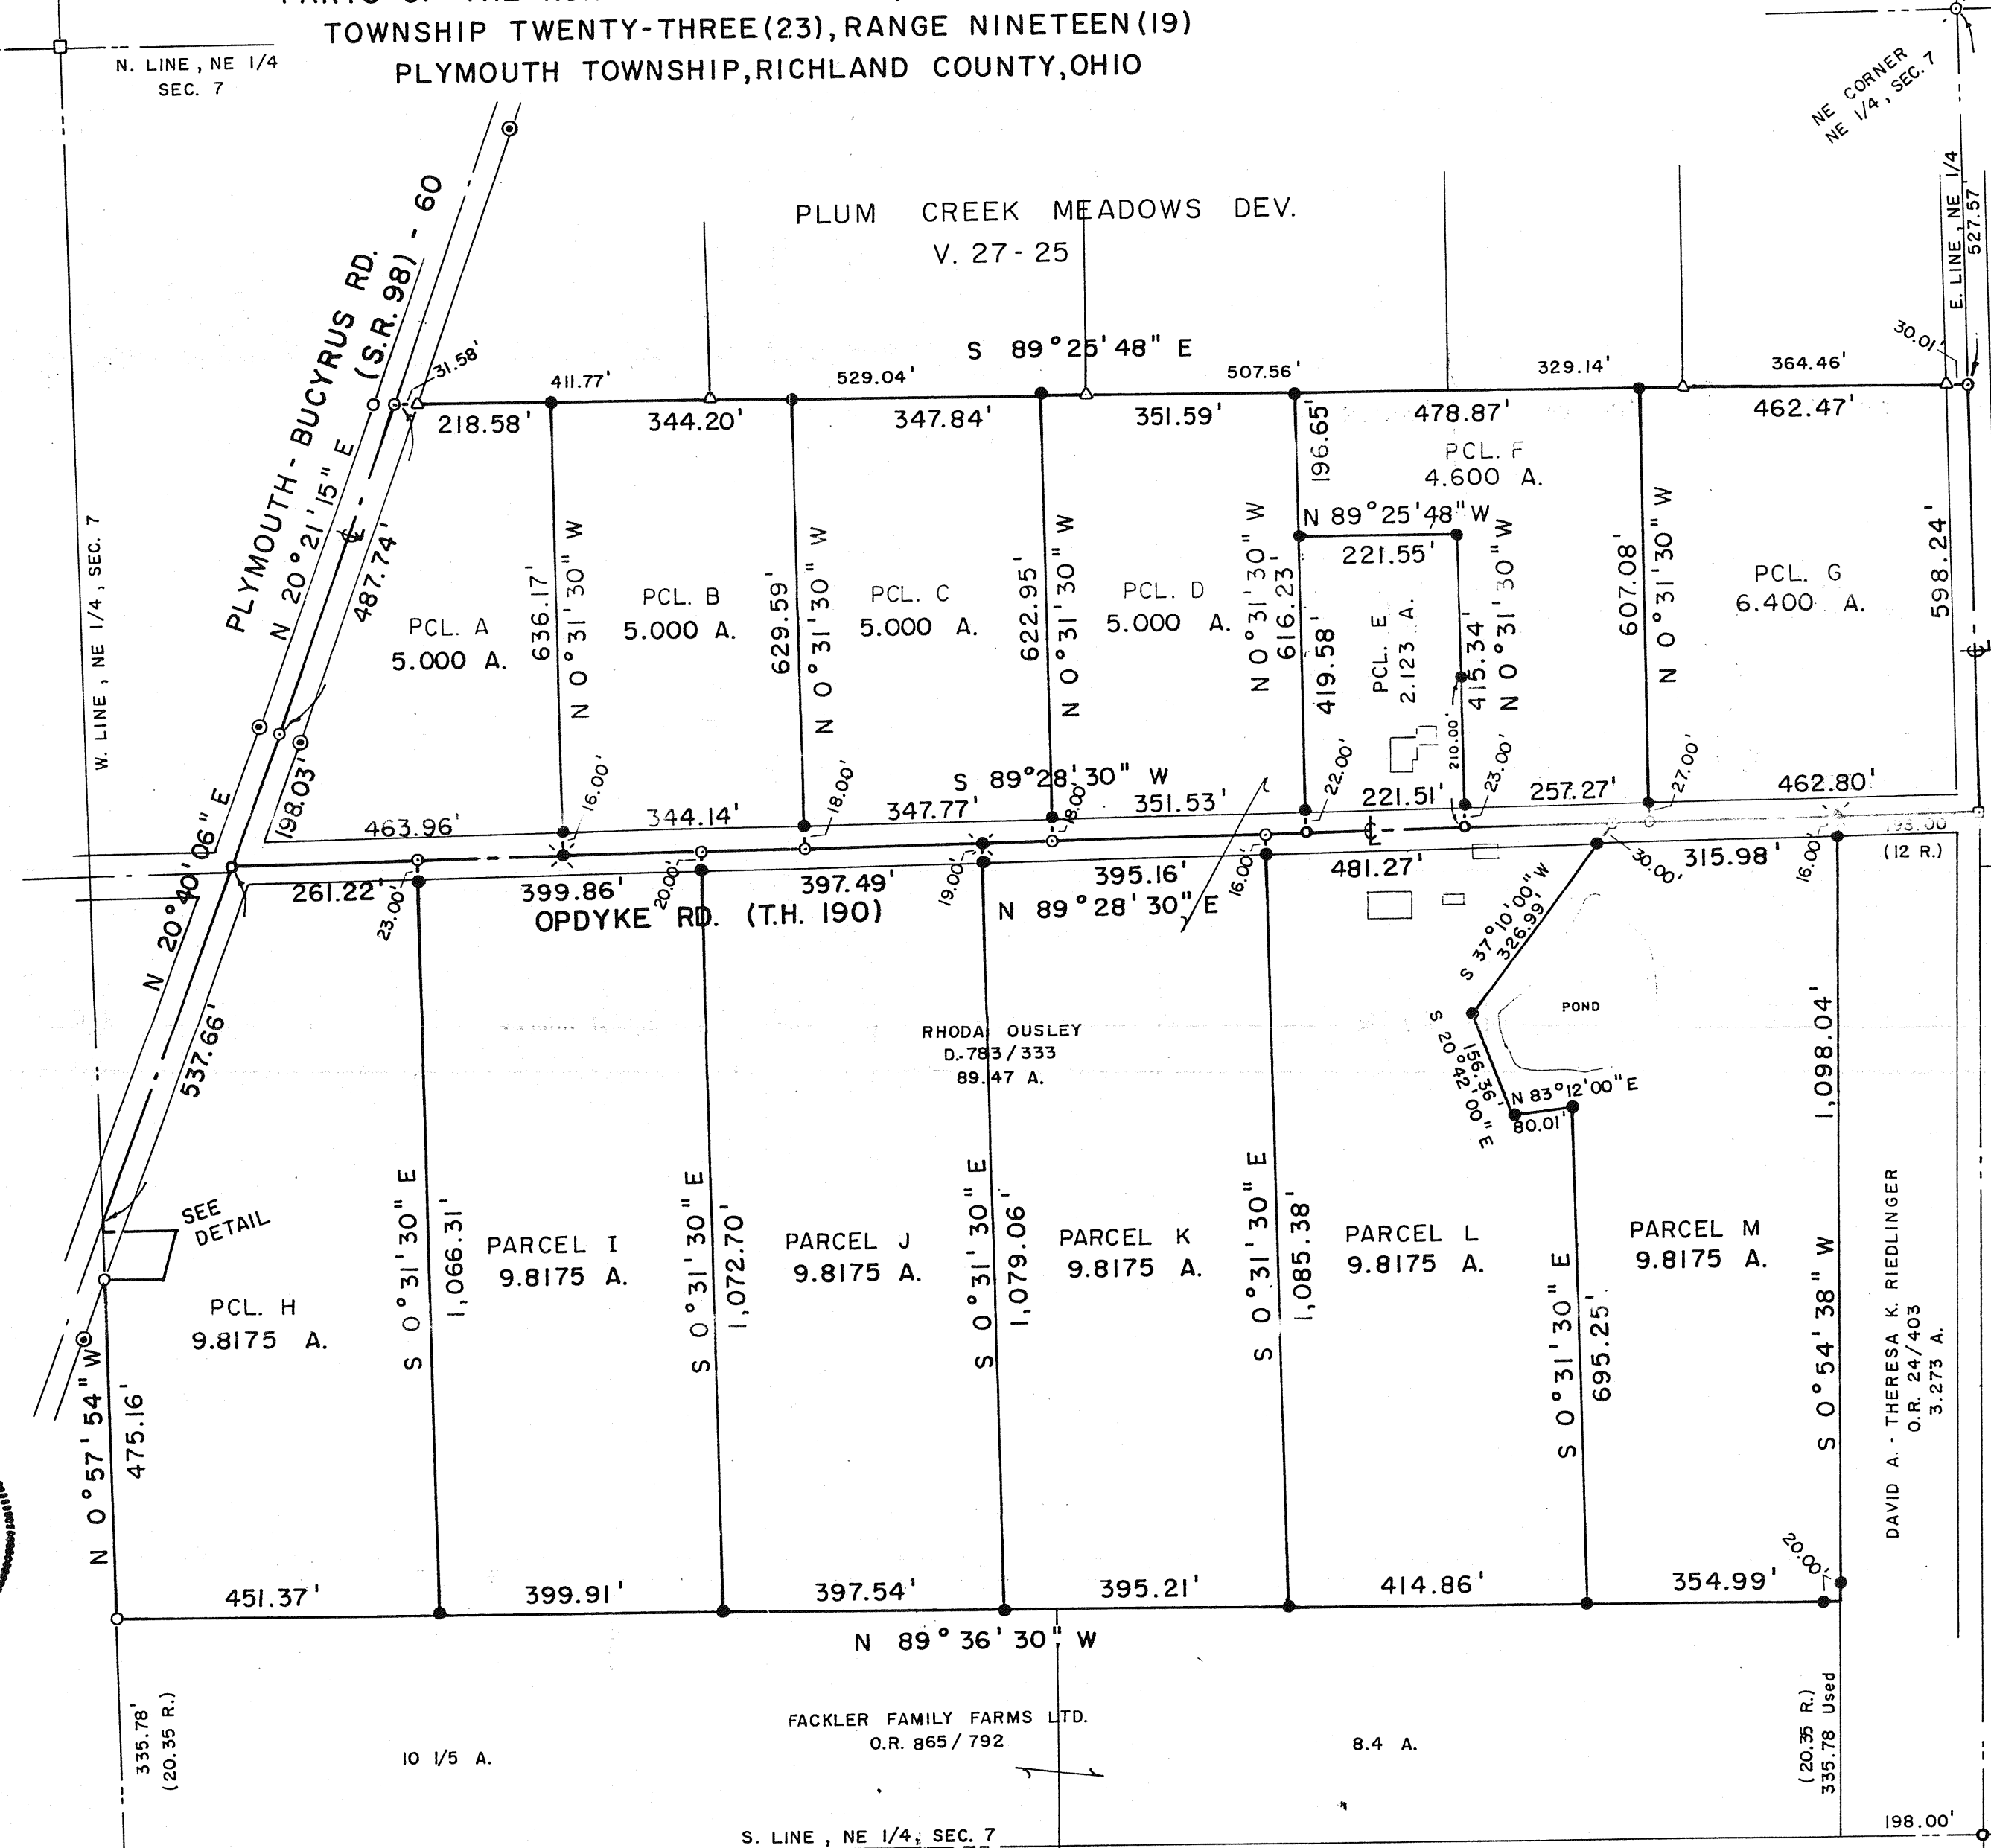 TOWNSHIP TWENTY-THREE(23), RANGE NINETEEN(19)
PLYMOUTH TOWNSHIP, RICHLAND COUNTY, OHIO
N. LINE, NE 1/4
SEC. 7
NE CORNER
NE 1/4, SEC. 7
E. LINE, NE 1/4
527.57'
PLUM CREEK MEADOWS DEV.
V. 27-25
PLYMOUTH-BUCYRUS RD.
(S.R. 98) - 60
N 20°21'15" E
487.74'
198.03'
31.58'
W. LINE, NE 1/4, SEC. 7
S 89°25'48" E
411.77'
529.04'
507.56'
329.14'
364.46'
30.01'
218.58'
344.20'
347.84'
351.59'
478.87'
462.47'
PCL. A
5.000 A.
636.17'
N 0°31'30" W
PCL. B
5.000 A.
629.59'
N 0°31'30" W
PCL. C
5.000 A.
622.95'
N 0°31'30" W
PCL. D
5.000 A.
N 0°31'30" W
616.23'
196.65'
419.58'
PCL. E
2.123 A.
PCL. F
4.600 A.
N 89°25'48" W
221.55'
415.34'
N 0°31'30" W
210.00'
607.08'
N 0°31'30" W
PCL. G
6.400 A.
598.24'
16.00'
18.00'
18.00'
22.00'
23.00'
27.00'
S 89°28'30" W
463.96'
344.14'
347.77'
351.53'
221.51'
257.27'
462.80'
193.00
(12 R.)
N 20°40'06" E
537.66'
261.22'
23.00'
399.86'
20.00'
397.49'
19.00'
395.16'
16.00'
481.27'
30.00'
315.98'
16.00'
OPDYKE RD. (T.H. 190)
N 89°28'30" E
S 37°10'00" W
326.99'
S 20°42'00" E
156.36'
N 83°12'00" E
80.01'
POND
RHODA OUSLEY
D.-783/333
89.47 A.
SEE
DETAIL
PCL. H
9.8175 A.
N 0°57'54" W
475.16'
S 0°31'30" E
1,066.31'
PARCEL I
9.8175 A.
S 0°31'30" E
1,072.70'
PARCEL J
9.8175 A.
S 0°31'30" E
1,079.06'
PARCEL K
9.8175 A.
S 0°31'30" E
1,085.38'
PARCEL L
9.8175 A.
S 0°31'30" E
695.25'
PARCEL M
9.8175 A.
1,098.04'
S 0°54'38" W
DAVID A. - THERESA K. RIEDLINGER
O.R. 24/403
3.273 A.
20.00'
451.37'
399.91'
397.54'
395.21'
414.86'
354.99'
N 89°36'30" W
335.78'
(20.35 R.)
10 1/5 A.
FACKLER FAMILY FARMS LTD.
O.R. 865/792
8.4 A.
(20.35 R.)
335.78 Used
S. LINE, NE 1/4, SEC. 7
198.00'